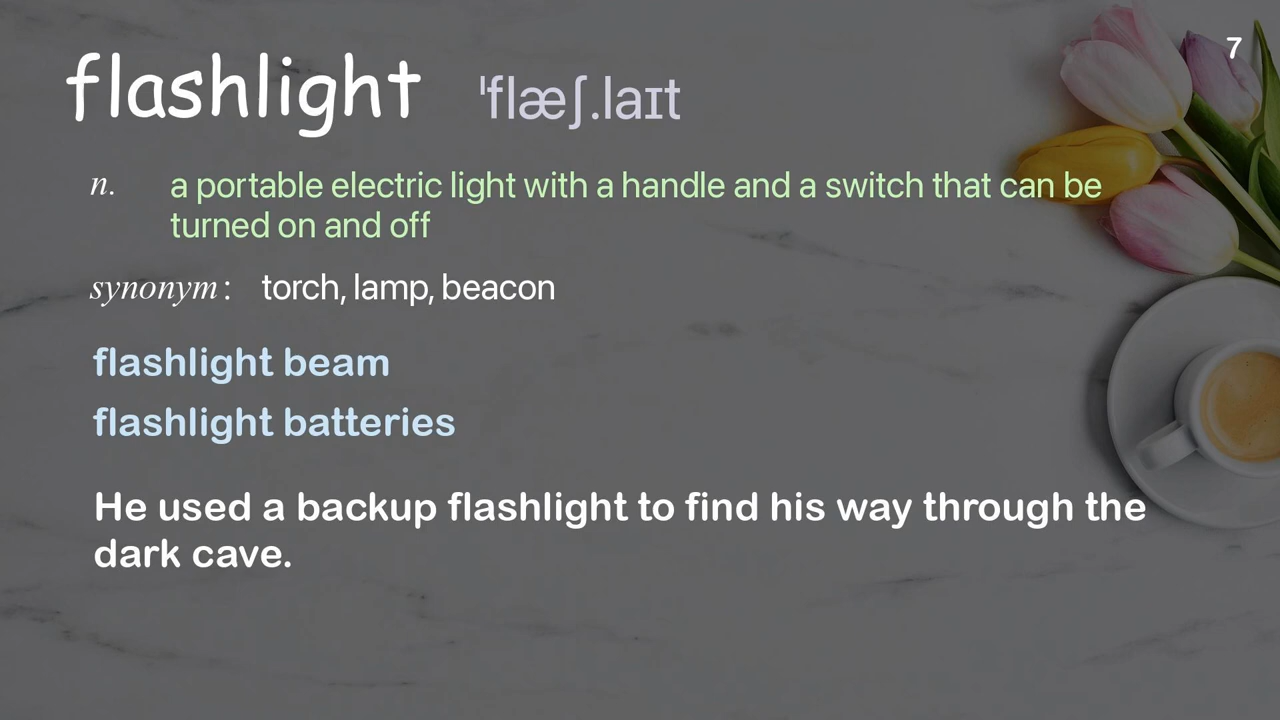 7
flashlight ˈflæʃ.laɪt
n. a portable electric light with a handle and a switch that can be
turned on and off
synonym: torch, lamp, beacon
flashlight beam
flashlight batteries
He used a backup flashlight to find his way through the
dark cave.